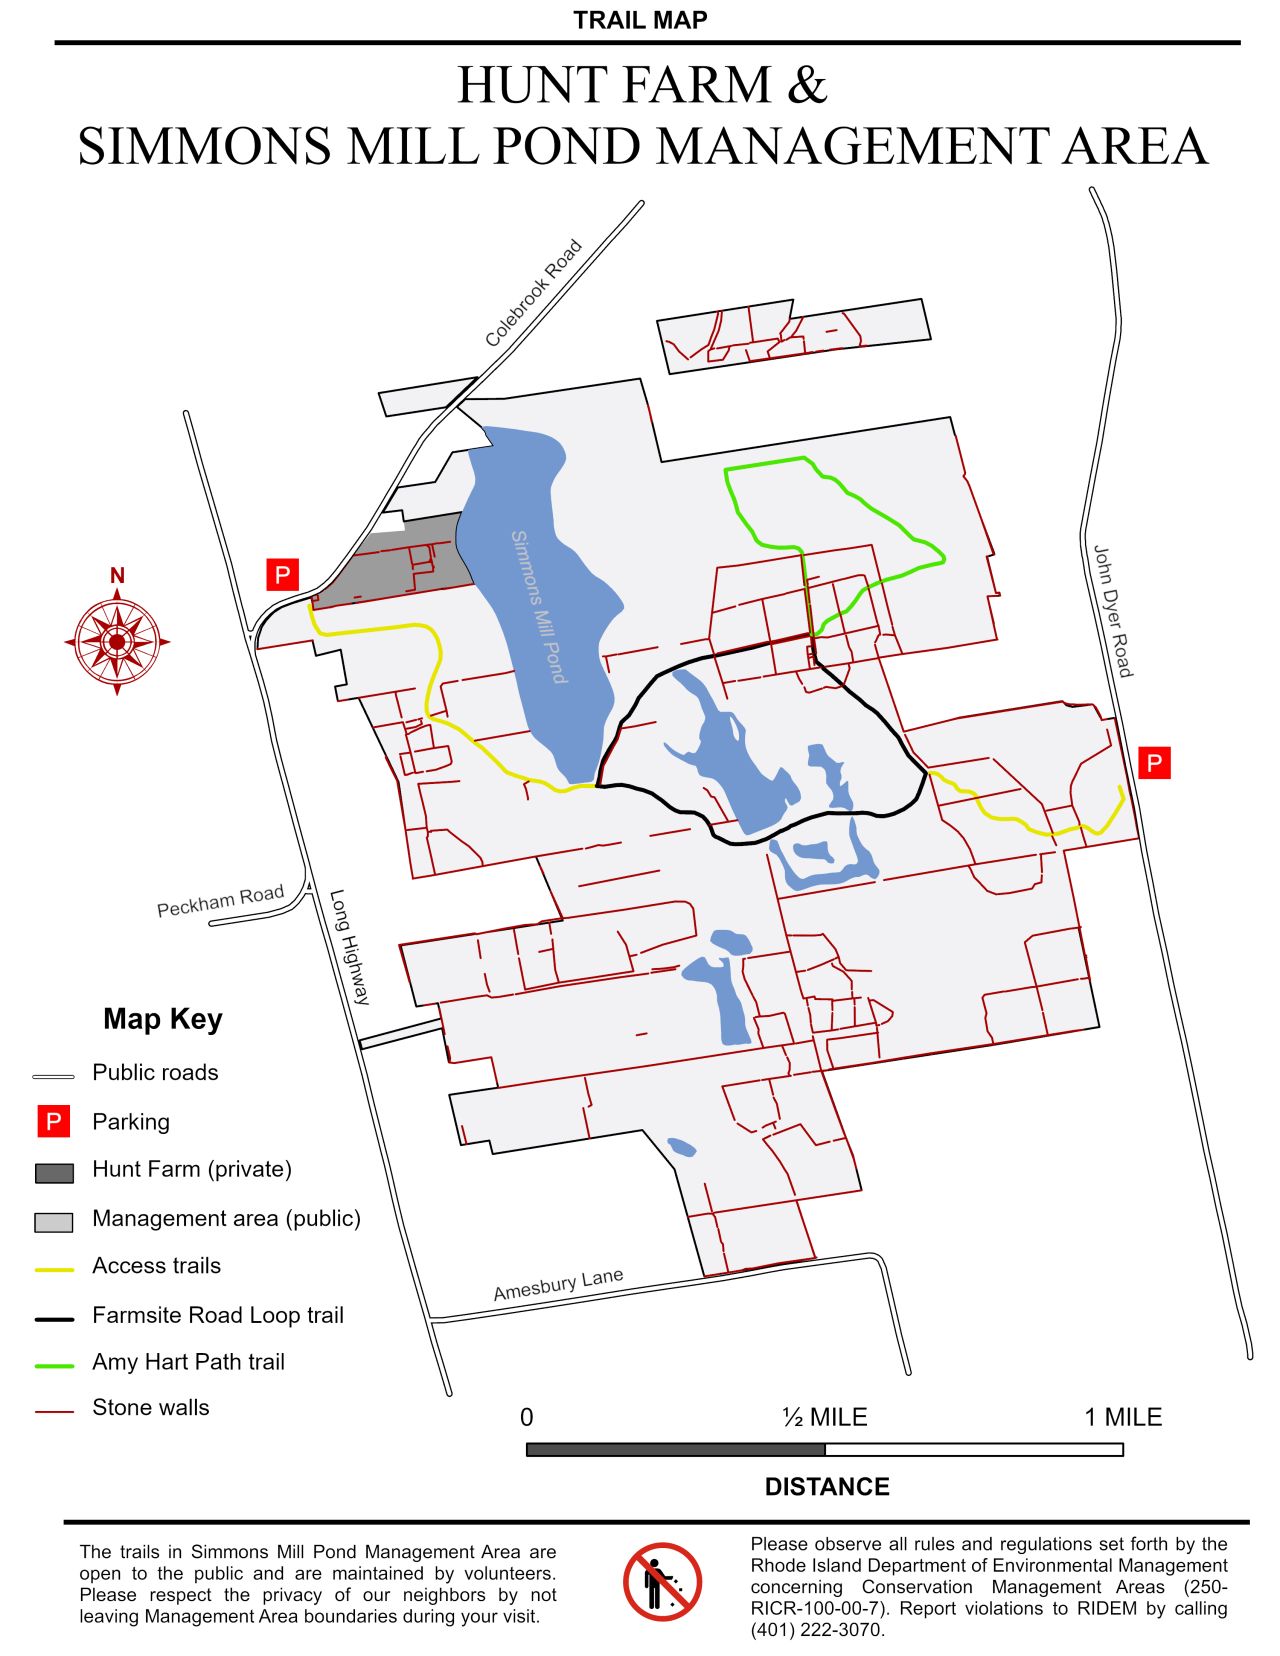 TRAIL MAP
HUNT FARM &
SIMMONS MILL POND MANAGEMENT AREA
Colebrook Road
Simmons Mill Pond
P
N
John Dyer Road
P
Peckham Road
Long Highway
Map Key
Public roads
P Parking
Hunt Farm (private)
Management area (public)
Access trails
Farmsite Road Loop trail
Amy Hart Path trail
Stone walls
Amesbury Lane
0 ½ MILE 1 MILE
DISTANCE
The trails in Simmons Mill Pond Management Area are
open to the public and are maintained by volunteers.
Please respect the privacy of our neighbors by not
leaving Management Area boundaries during your visit.
Please observe all rules and regulations set forth by the
Rhode Island Department of Environmental Management
concerning Conservation Management Areas (250-
RICR-100-00-7). Report violations to RIDEM by calling
(401) 222-3070.